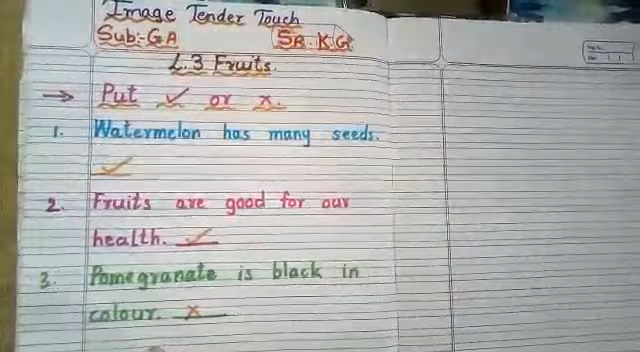 Image Tender Touch
Sub:- GA SR. K.G.
L.3 Fruits.
→ Put ✓ or x.
1. Watermelon has many seeds.
✓
2. Fruits are good for our
health. ✓
3. Pomegranate is black in
colour. x